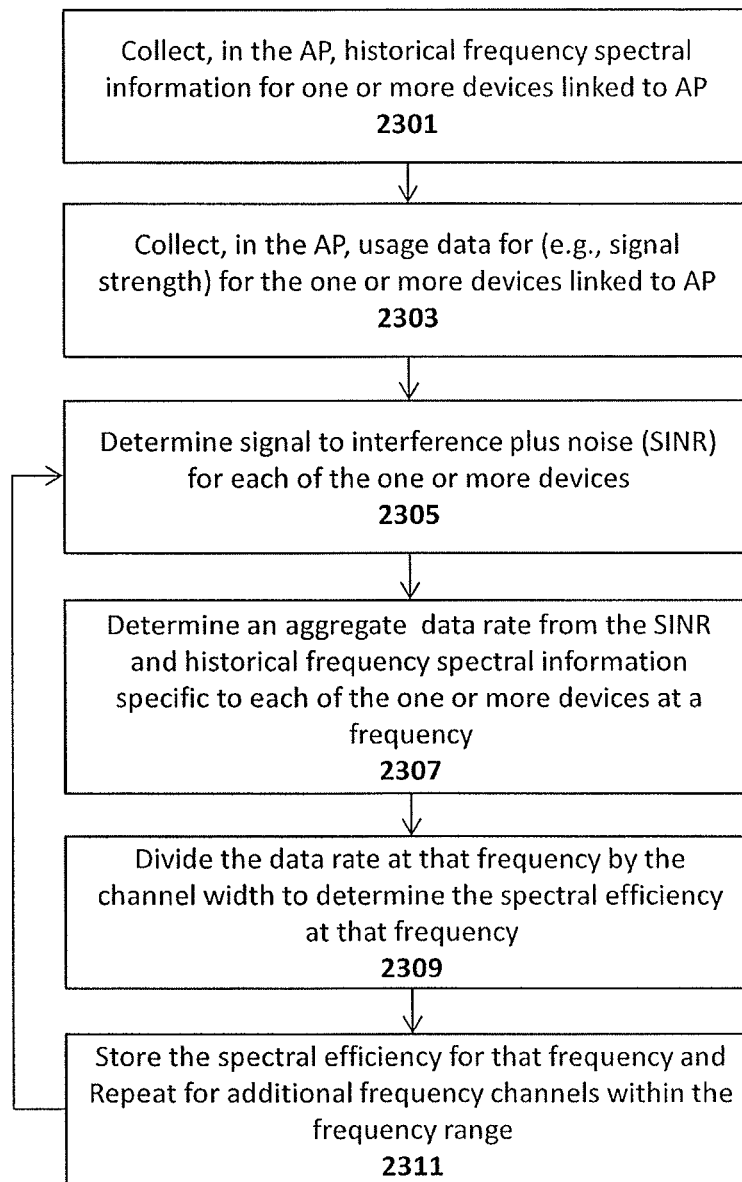 Collect, in the AP, historical frequency spectral
information for one or more devices linked to AP
2301
Collect, in the AP, usage data for (e.g., signal
strength) for the one or more devices linked to AP
2303
Determine signal to interference plus noise (SINR)
for each of the one or more devices
2305
Determine an aggregate data rate from the SINR
and historical frequency spectral information
specific to each of the one or more devices at a
frequency
2307
Divide the data rate at that frequency by the
channel width to determine the spectral efficiency
at that frequency
2309
Store the spectral efficiency for that frequency and
Repeat for additional frequency channels within the
frequency range
2311